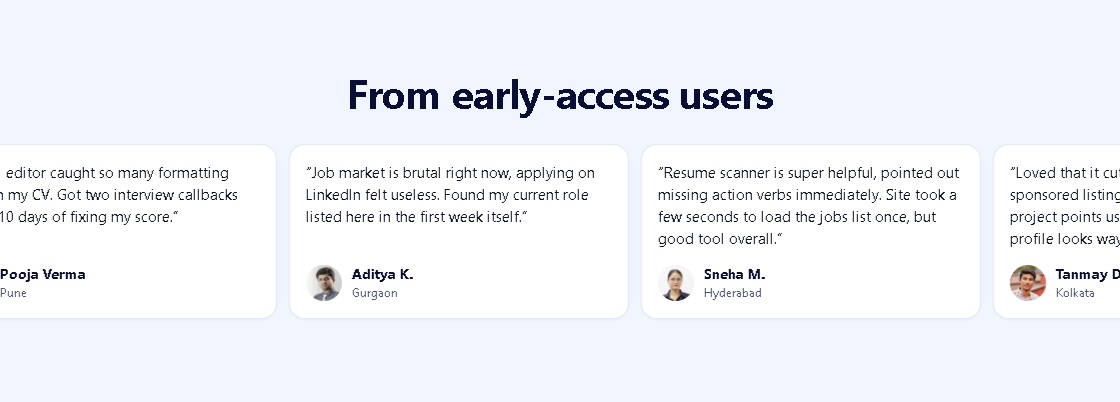 From early-access users
editor caught so many formatting
my CV. Got two interview callbacks
10 days of fixing my score.”
Pooja Verma
Pune
“Job market is brutal right now, applying on
LinkedIn felt useless. Found my current role
listed here in the first week itself.”
Aditya K.
Gurgaon
“Resume scanner is super helpful, pointed out
missing action verbs immediately. Site took a
few seconds to load the jobs list once, but
good tool overall.”
Sneha M.
Hyderabad
“Loved that it
sponsored listing
project points us
profile looks way
Tanmay D
Kolkata